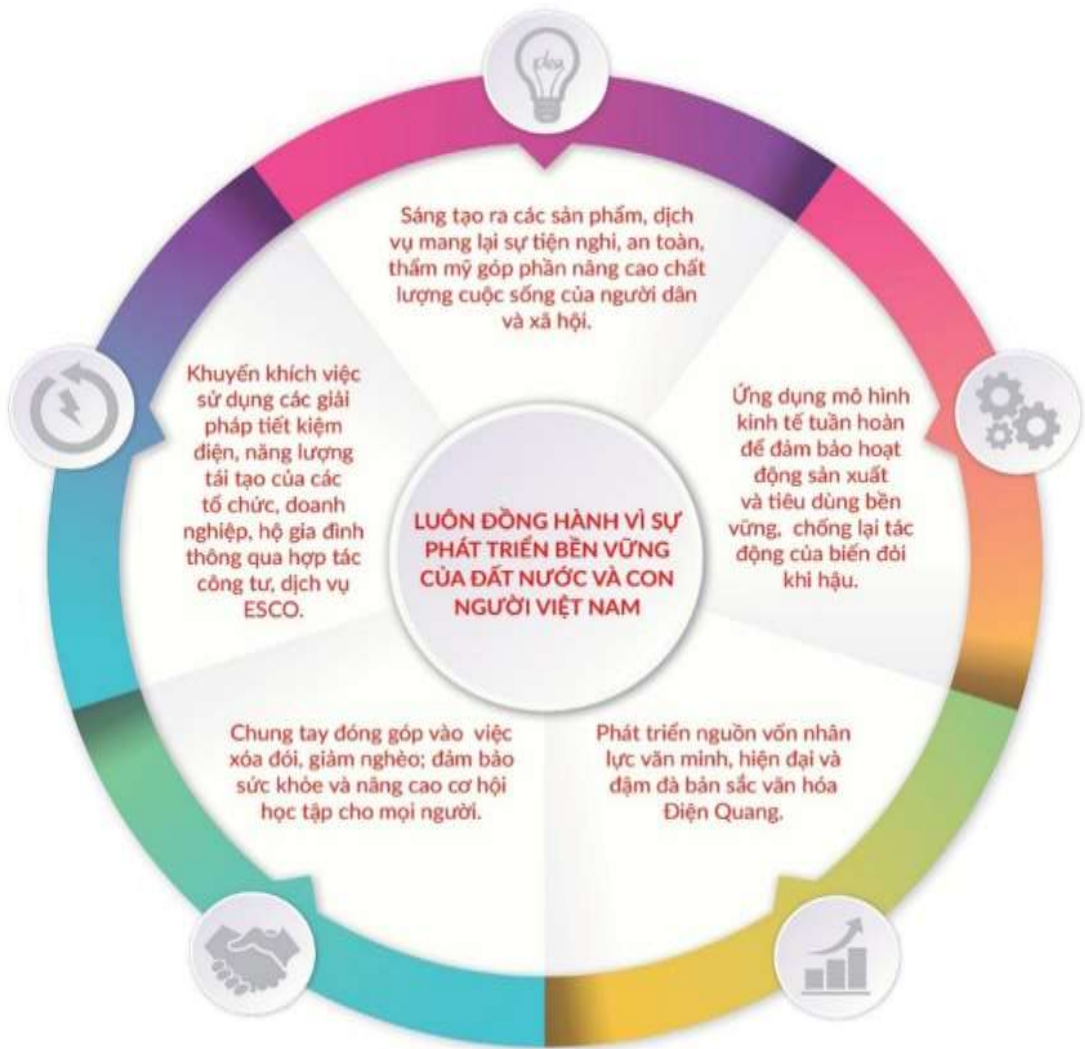 idea
Sáng tạo ra các sản phẩm, dịch
vụ mang lại sự tiện nghi, an toàn,
thẩm mỹ góp phần nâng cao chất
lượng cuộc sống của người dân
và xã hội.
Ứng dụng mô hình
kinh tế tuần hoàn
để đảm bảo hoạt
động sản xuất
và tiêu dùng bền
vững, chống lại tác
động của biến đỏi
khi hậu.
Phát triển nguồn vốn nhân
lực văn minh, hiện đại và
đậm đà bản sắc văn hóa
Điện Quang.
Chung tay đóng góp vào việc
xóa đói, giảm nghèo; đảm bảo
sức khỏe và nâng cao cơ hội
học tập cho mọi người.
Khuyến khích việc
sử dụng các giải
pháp tiết kiệm
điện, năng lượng
tái tạo của các
tổ chức, doanh
nghiệp, hộ gia đình
thông qua hợp tác
công tư, dịch vụ
ESCO.
LUÔN ĐỒNG HÀNH VÌ SỰ
PHÁT TRIỂN BỀN VỮNG
CỦA ĐẤT NƯỚC VÀ CON
NGƯỜI VIỆT NAM